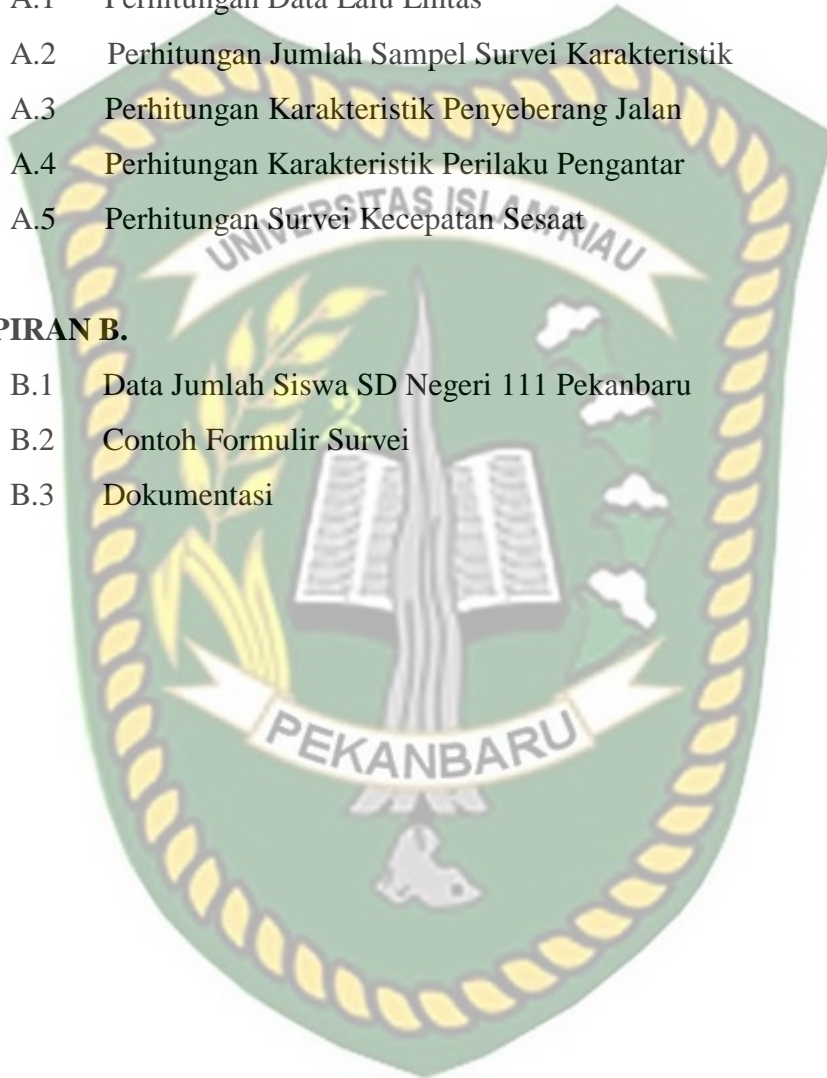 A.1 Perhitungan Data Lalu Lintas
A.2 Perhitungan Jumlah Sampel Survei Karakteristik
A.3 Perhitungan Karakteristik Penyeberang Jalan
A.4 Perhitungan Karakteristik Perilaku Pengantar
A.5 Perhitungan Survei Kecepatan Sesaat
UNIVERSITAS ISLAM RIAU
PIRAN B.
B.1 Data Jumlah Siswa SD Negeri 111 Pekanbaru
B.2 Contoh Formulir Survei
B.3 Dokumentasi
PEKANBARU